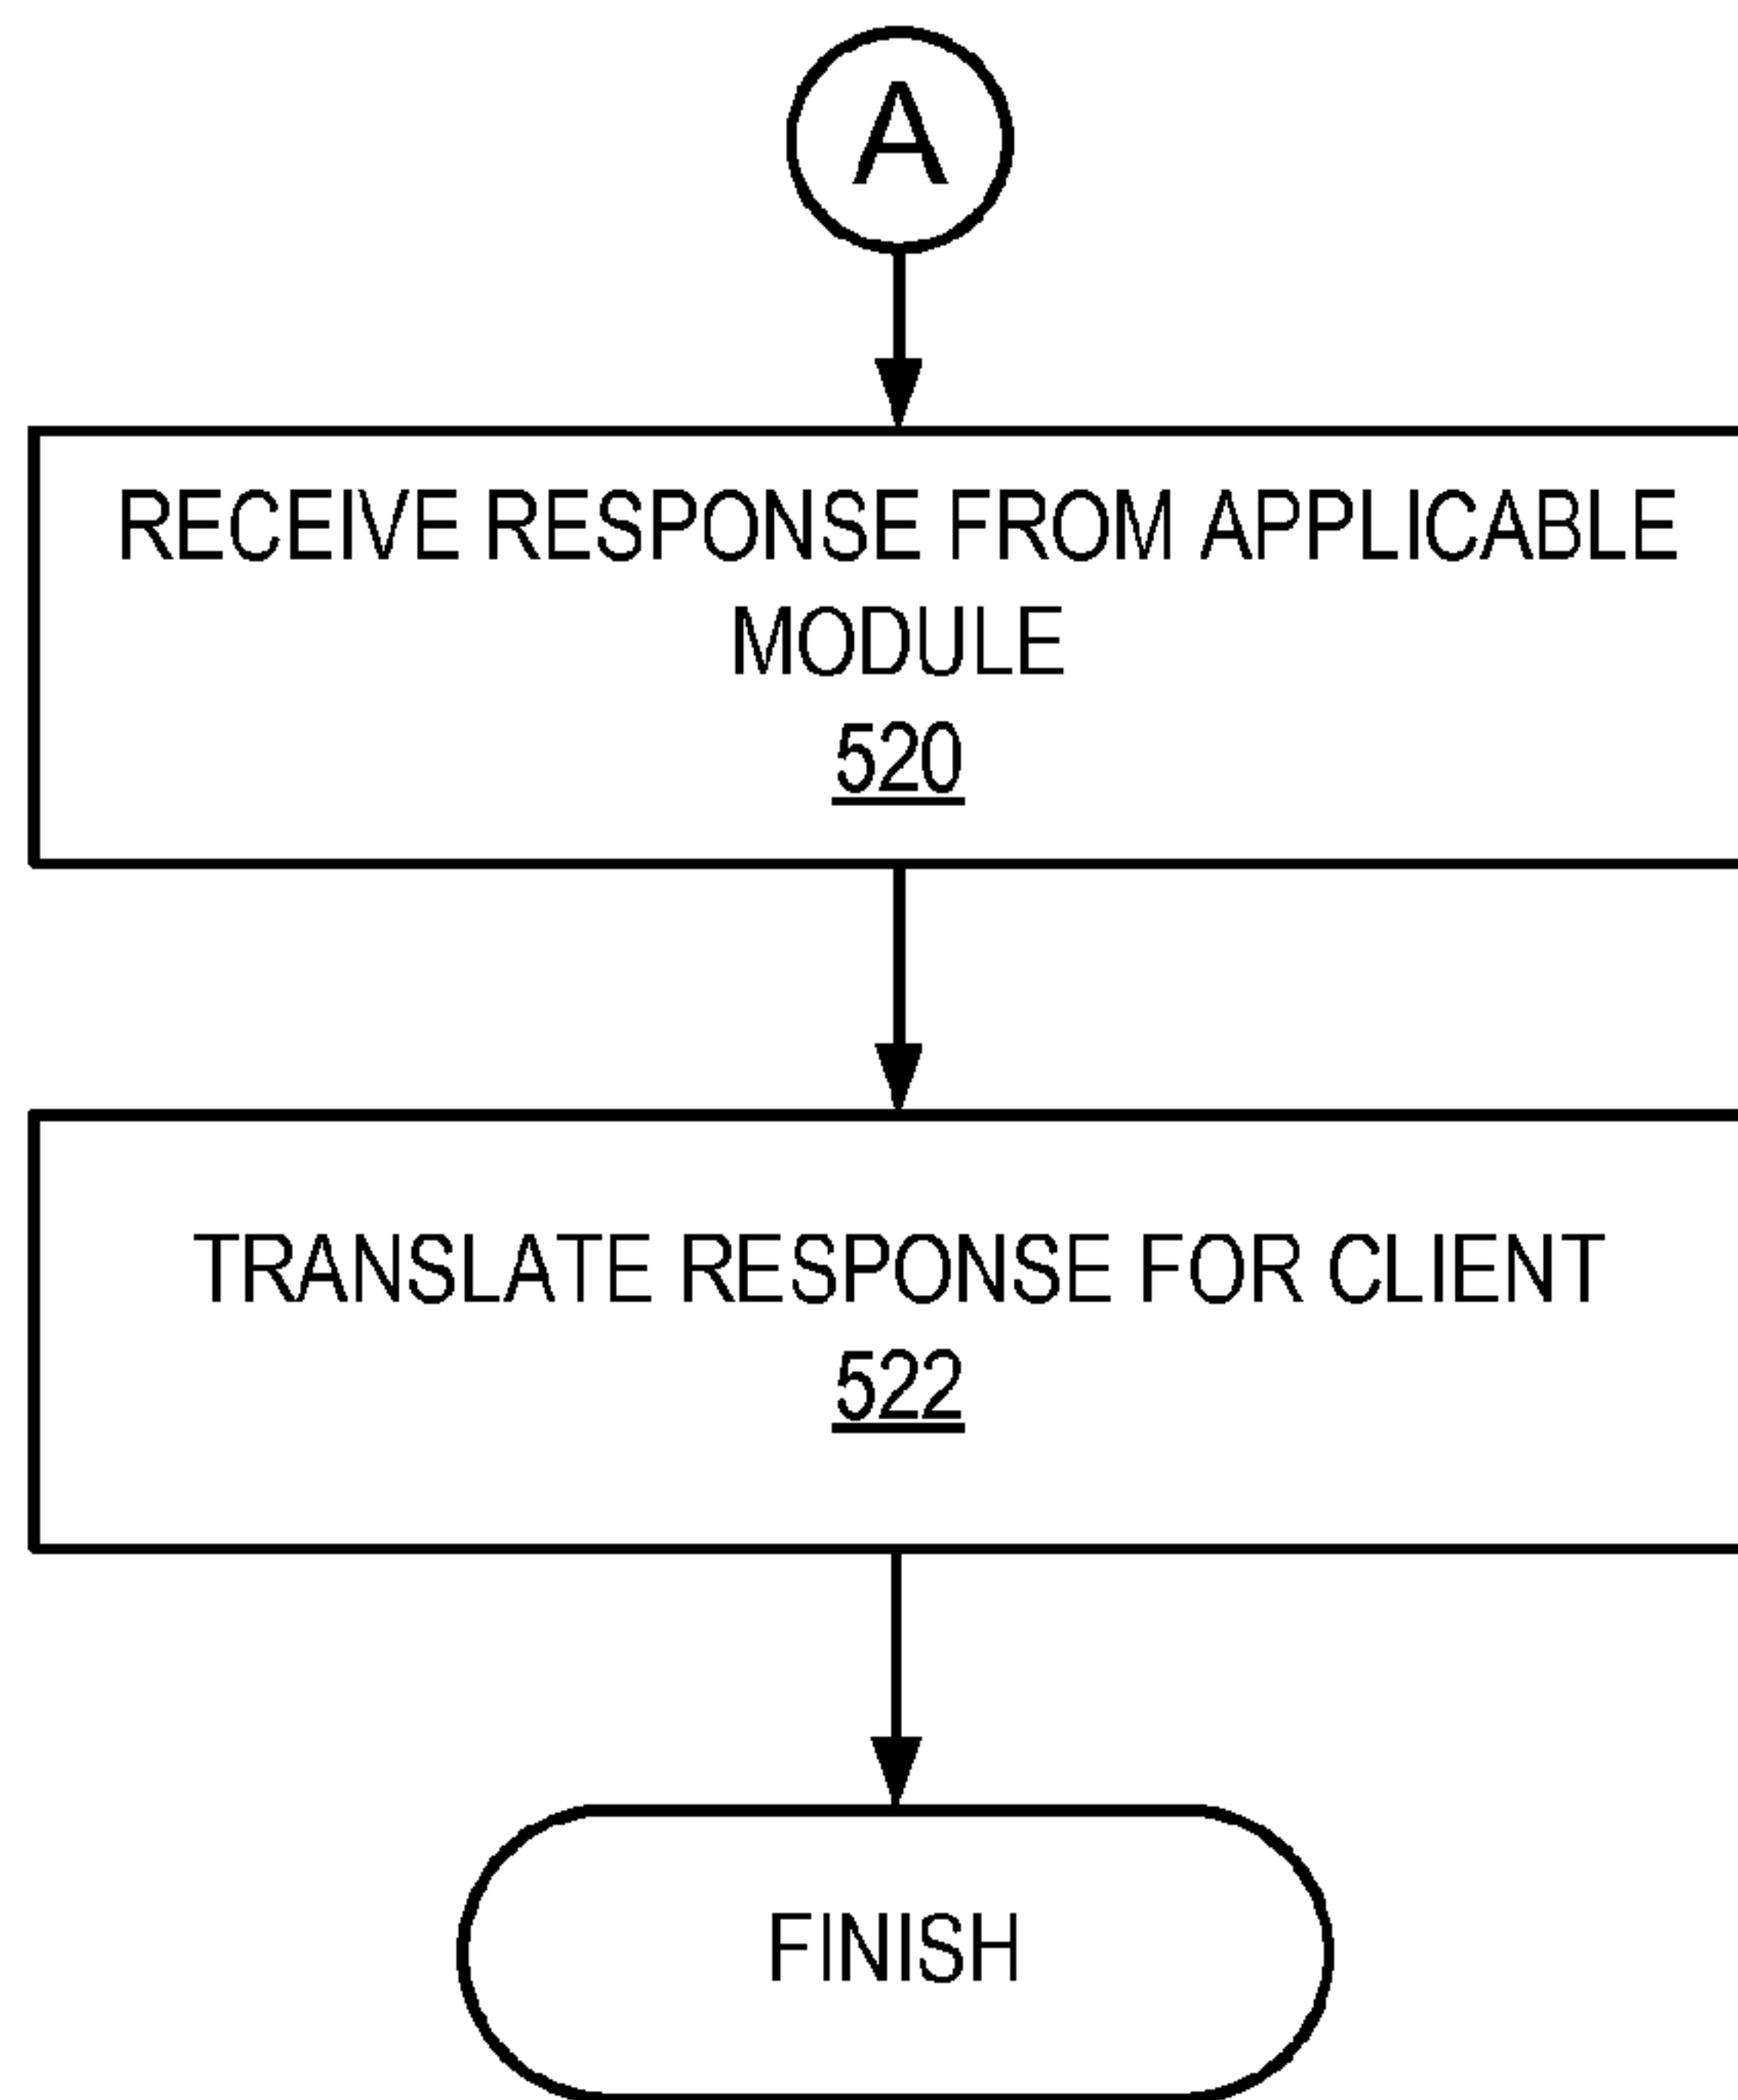 A
RECEIVE RESPONSE FROM APPLICABLE
MODULE
520
TRANSLATE RESPONSE FOR CLIENT
522
FINISH